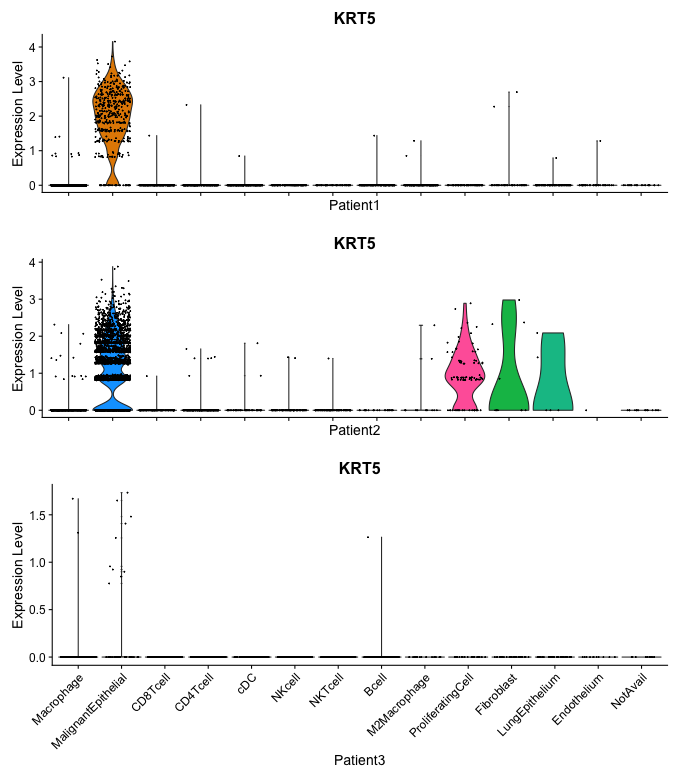 KRT5
Expression Level
4
3
2
1
0
Patient1
KRT5
Expression Level
4
3
2
1
0
Patient2
KRT5
Expression Level
1.5
1.0
0.5
0.0
Macrophage
MalignantEpithelial
CD8Tcell
CD4Tcell
cDC
NKcell
NKTcell
Bcell
M2Macrophage
ProliferatingCell
Fibroblast
LungEpithelium
Endothelium
NotAvail
Patient3